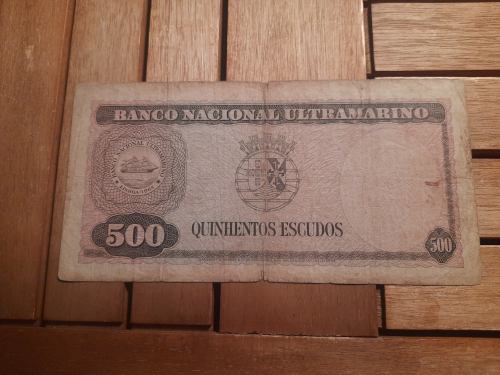 BANCO NACIONAL ULTRAMARINO
500
QUINHENTOS ESCUDOS
500